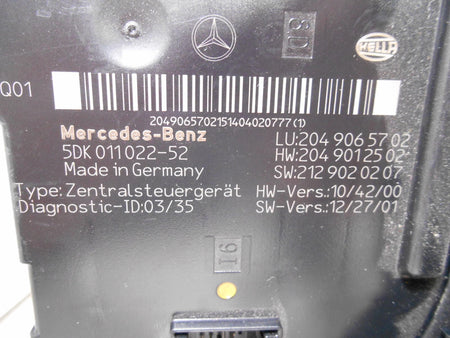 HELLA
Q01
2049065702151404020777(1)
Mercedes-Benz
LU:204 906 57 02
5DK 011 022-52
HW:204 901 25 02
Made in Germany
SW:212 902 02 07
Type:Zentralsteuergerät
HW-Vers.:10/42/00
Diagnostic-ID:03/35
SW-Vers.:12/27/01